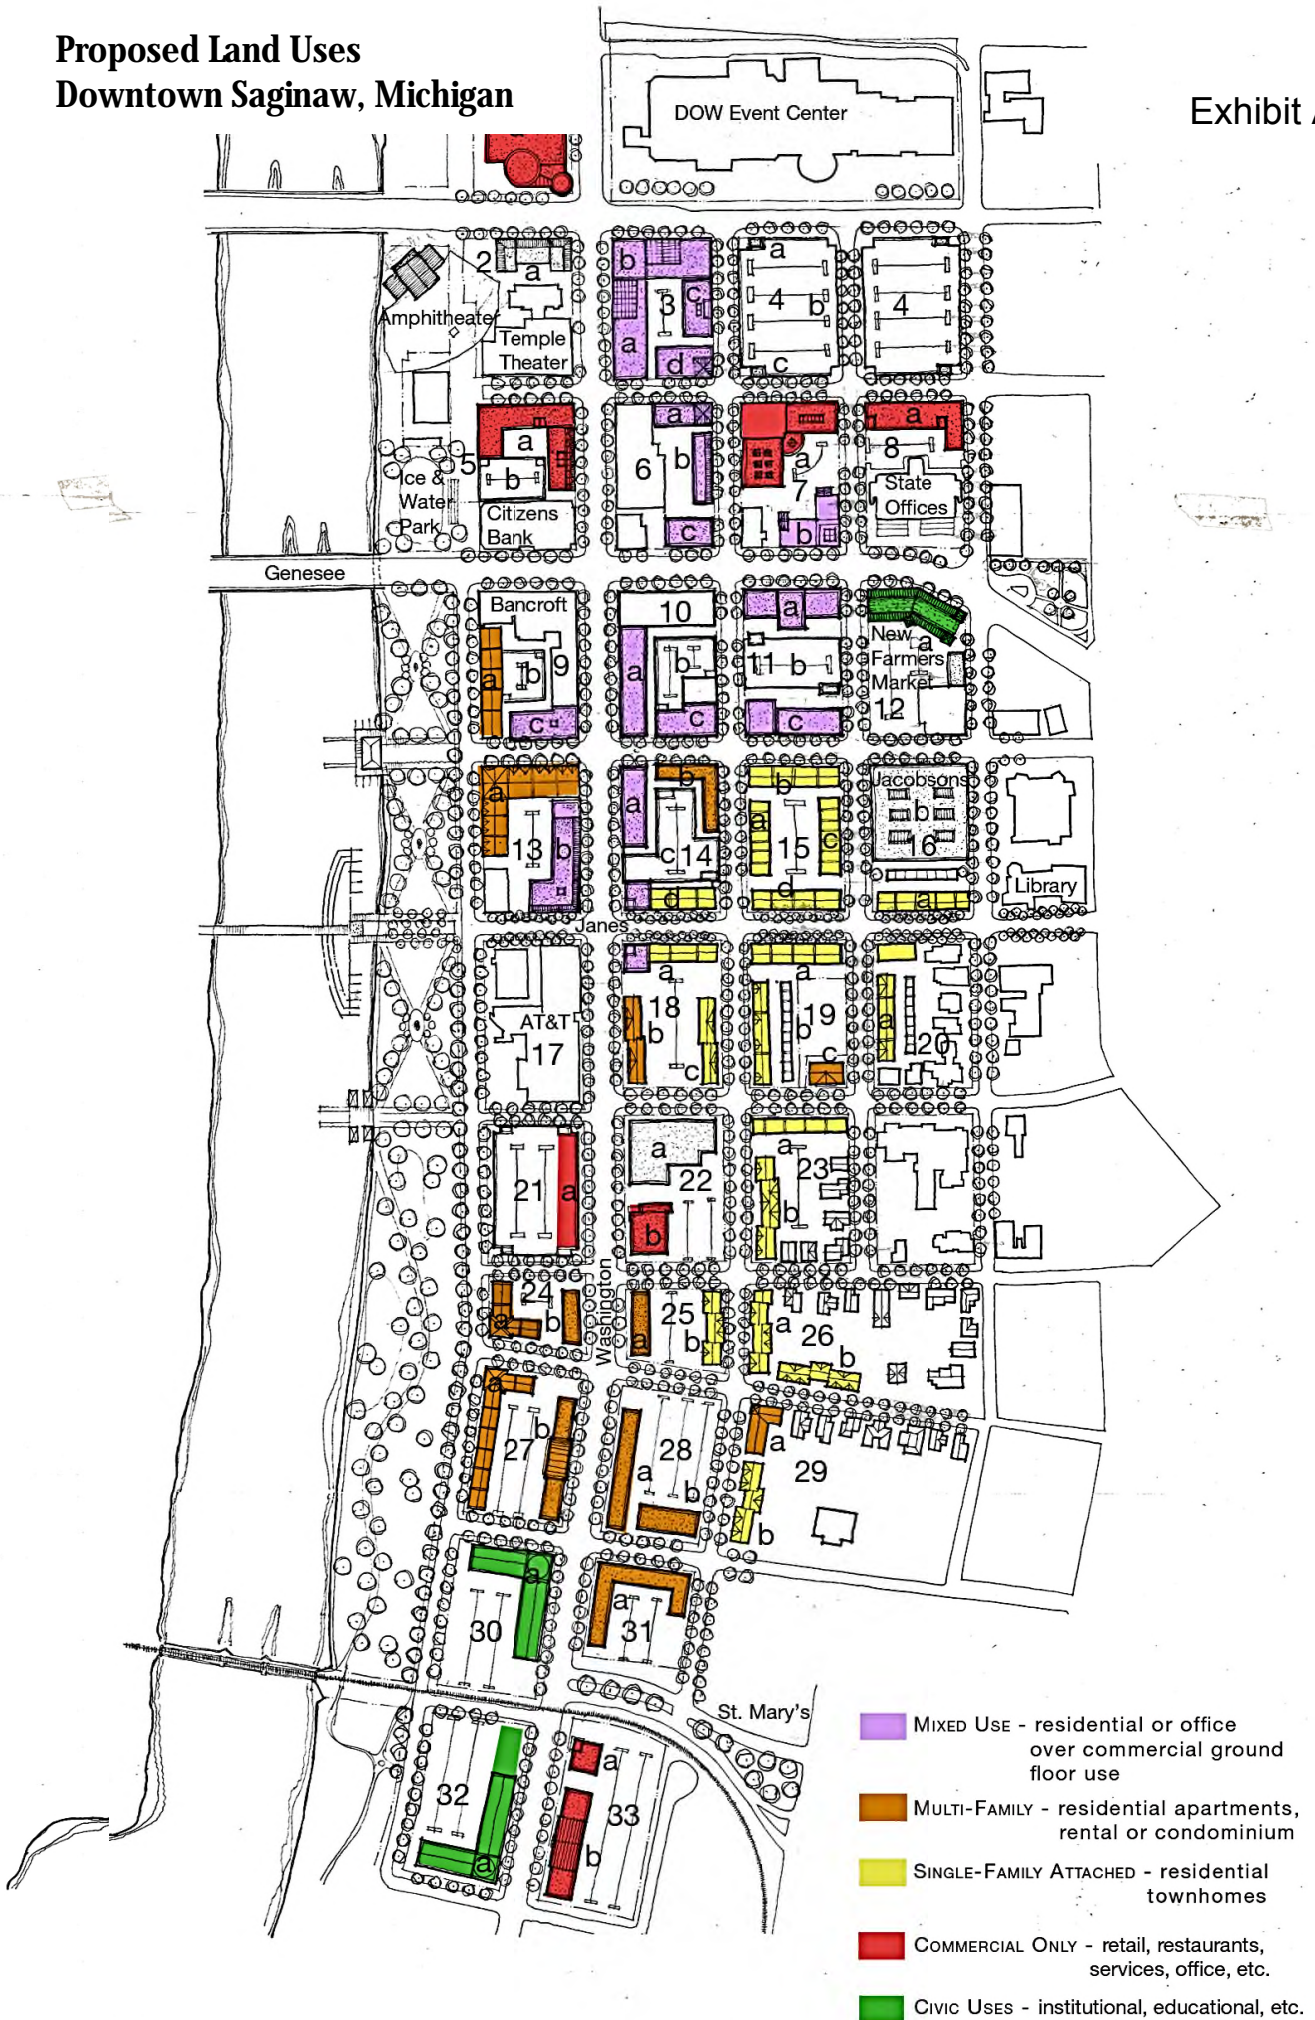 Proposed Land Uses
Downtown Saginaw, Michigan
Exhibit
DOW Event Center
2
a
b
c
3
a
d
a
4
b
c
4
Amphitheater
Temple
Theater
5
a
b
Ice &
Water
Park
Citizens
Bank
a
6
b
c
a
7
b
a
8
State
Offices
Genesee
Bancroft
a
b
9
c
10
a
b
c
a
11
b
c
a
New
Farmers
Market
12
a
13
b
a
b
c
14
d
b
a
15
c
d
Jacobsons
b
16
a
Library
Janes
AT&T
17
a
18
b
c
a
19
b
c
a
20
21
a
a
22
b
a
23
b
Washington
24
a
b
25
a
b
a
26
b
a
27
b
28
a
b
a
29
b
a
30
a
31
St. Mary's
32
a
a
33
b
MIXED USE - residential or office
over commercial ground
floor use
MULTI-FAMILY - residential apartments,
rental or condominium
SINGLE-FAMILY ATTACHED - residential
townhomes
COMMERCIAL ONLY - retail, restaurants,
services, office, etc.
CIVIC USES - institutional, educational, etc.